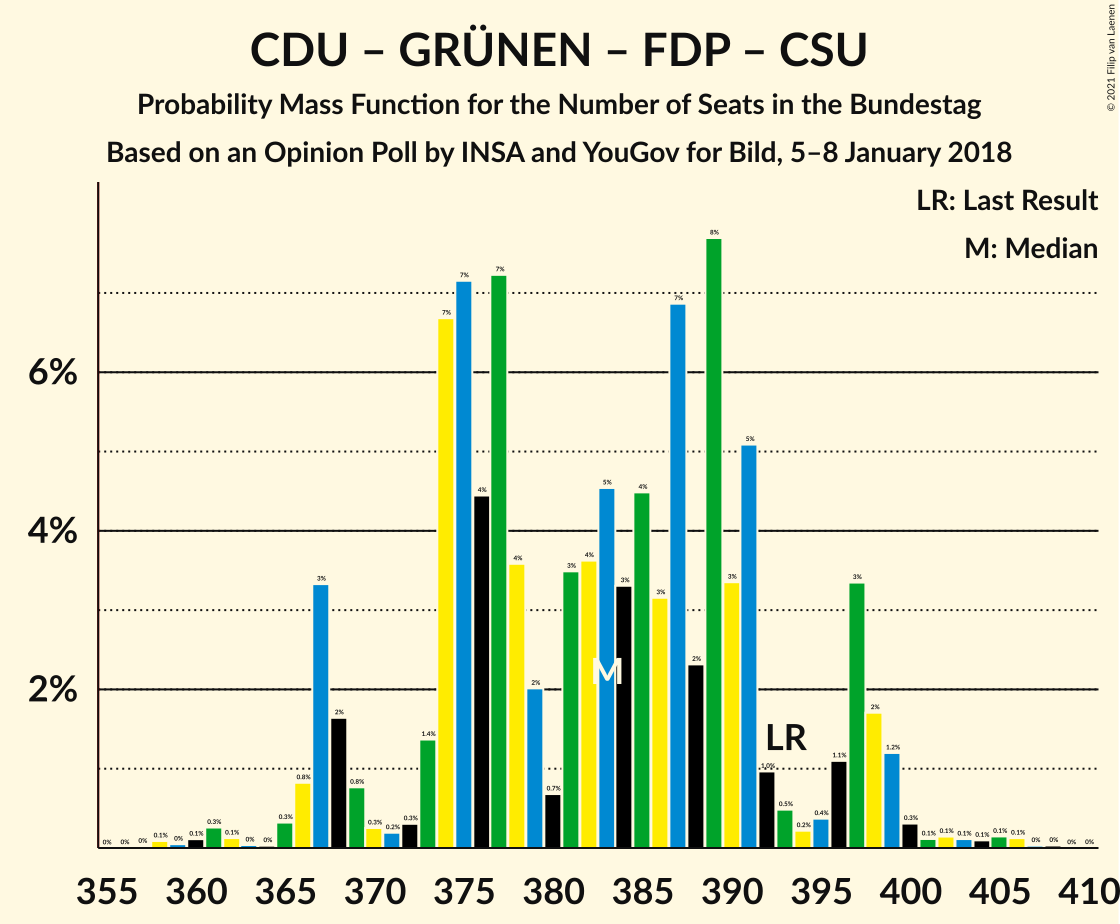 CDU – GRÜNEN – FDP – CSU
Probability Mass Function for the Number of Seats in the Bundestag
Based on an Opinion Poll by INSA and YouGov for Bild, 5–8 January 2018
© 2021 Filip van Laenen
LR: Last Result
M: Median
6%
4%
2%
0% 0% 0% 0.1% 0% 0.1% 0.3% 0.1% 0% 0% 0.3% 0.8% 3% 2% 0.8% 0.3% 0.2% 0.3% 1.4% 7% 7% 4% 7% 4% 2% 0.7% 3% 4% 5% 3% 4% 3% 7% 2% 8% 3% 5% 1.0% 0.5% 0.2% 0.4% 1.1% 3% 2% 1.2% 0.3% 0.1% 0.1% 0.1% 0.1% 0.1% 0.1% 0% 0% 0% 0%
M
LR
355 360 365 370 375 380 385 390 395 400 405 410